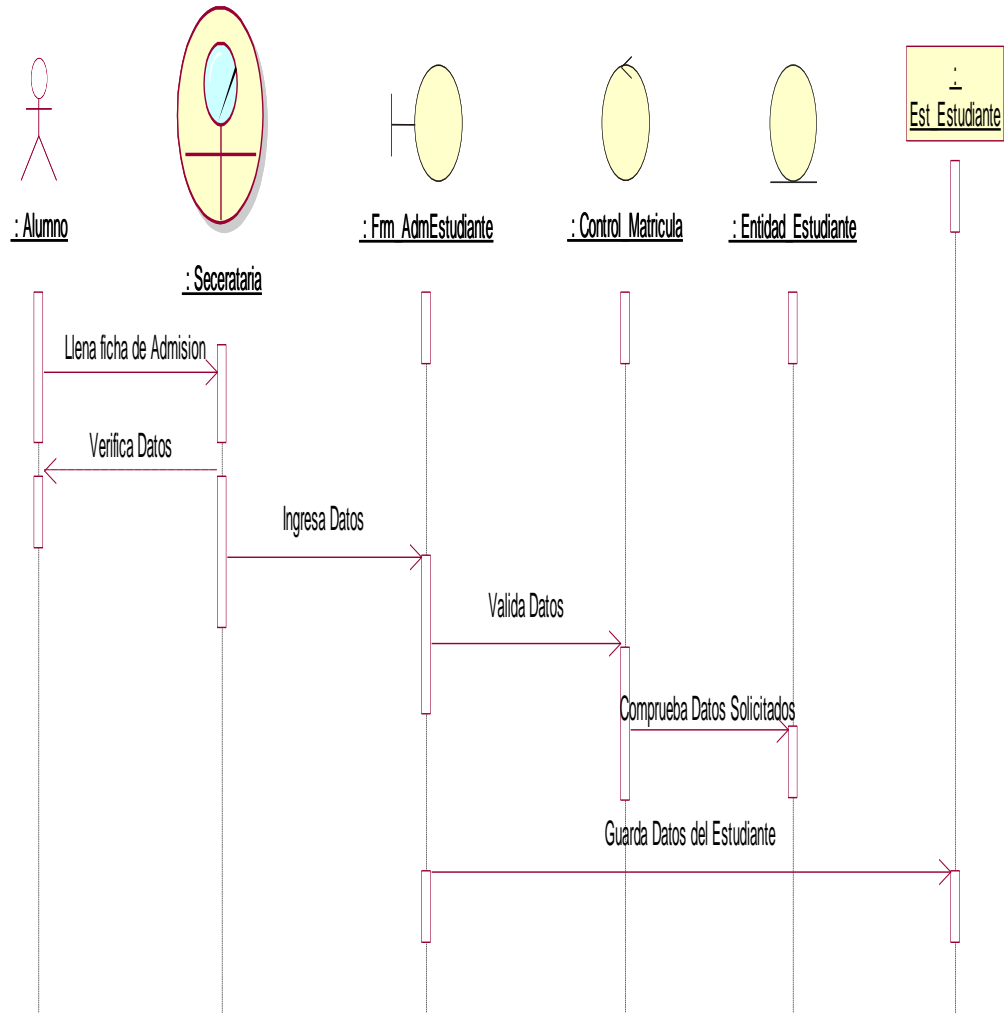 :
Est_Estudiante
: Alumno
: Frm_AdmEstudiante
: Control_Matricula
: Entidad_Estudiante
: Secerataria
Llena ficha de Admision
Verifica Datos
Ingresa Datos
Valida Datos
Comprueba Datos Solicitados
Guarda Datos del Estudiante